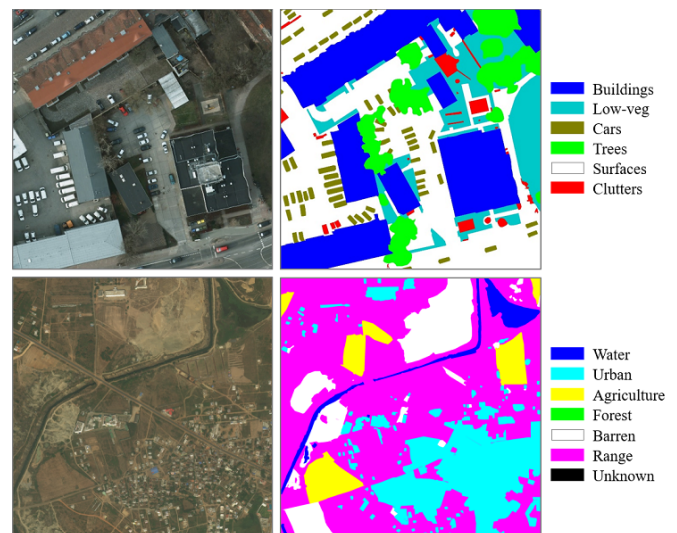 Buildings
Low-veg
Cars
Trees
Surfaces
Clutters
Water
Urban
Agriculture
Forest
Barren
Range
Unknown